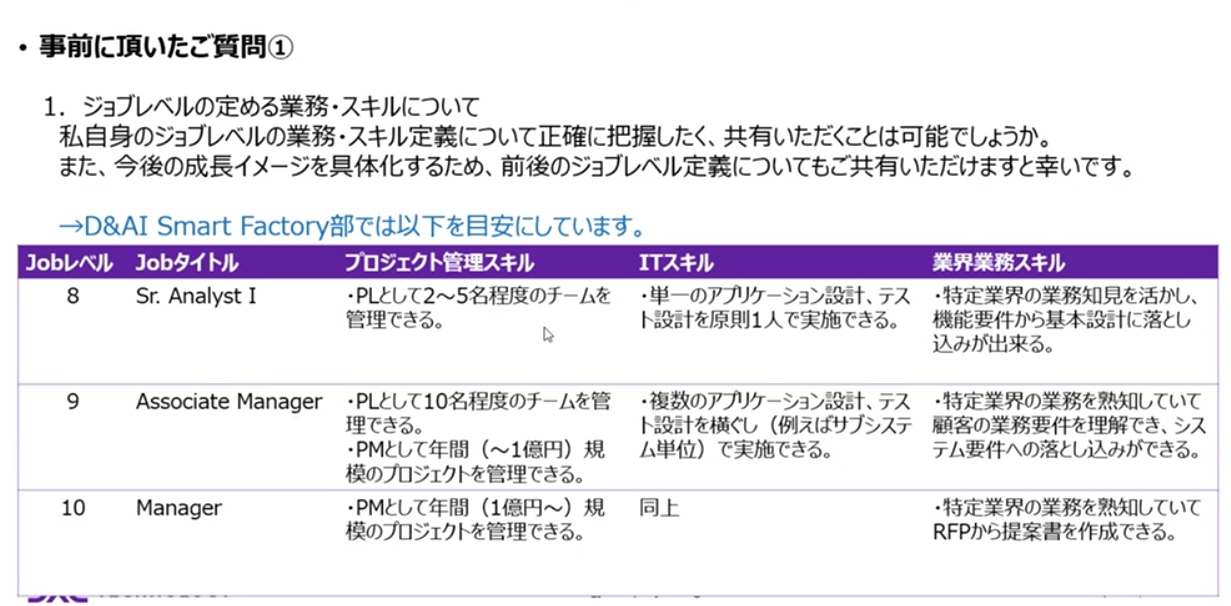 • 事前に頂いたご質問①
1. ジョブレベルの定める業務・スキルについて
私自身のジョブレベルの業務・スキル定義について正確に把握したく、共有いただくことは可能でしょうか。
また、今後の成長イメージを具体化するため、前後のジョブレベル定義についてもご共有いただけますと幸いです。
→D&AI Smart Factory部では以下を目安にしています。
Jobレベル Jobタイトル プロジェクト管理スキル ITスキル 業界業務スキル
8 Sr. Analyst I ・PLとして2～5名程度のチームを ・単一のアプリケーション設計、テス ・特定業界の業務知見を活かし、
管理できる。 ト設計を原則1人で実施できる。 機能要件から基本設計に落とし
込みが出来る。
9 Associate Manager ・PLとして10名程度のチームを管 ・複数のアプリケーション設計、テス ・特定業界の業務を熟知していて
理できる。 ト設計を横ぐし（例えばサブシステ 顧客の業務要件を理解でき、シス
・PMとして年間（～1億円）規 ム単位）で実施できる。 テム要件への落とし込みができる。
模のプロジェクトを管理できる。
10 Manager ・PMとして年間（1億円～）規 同上 ・特定業界の業務を熟知していて
模のプロジェクトを管理できる。 RFPから提案書を作成できる。